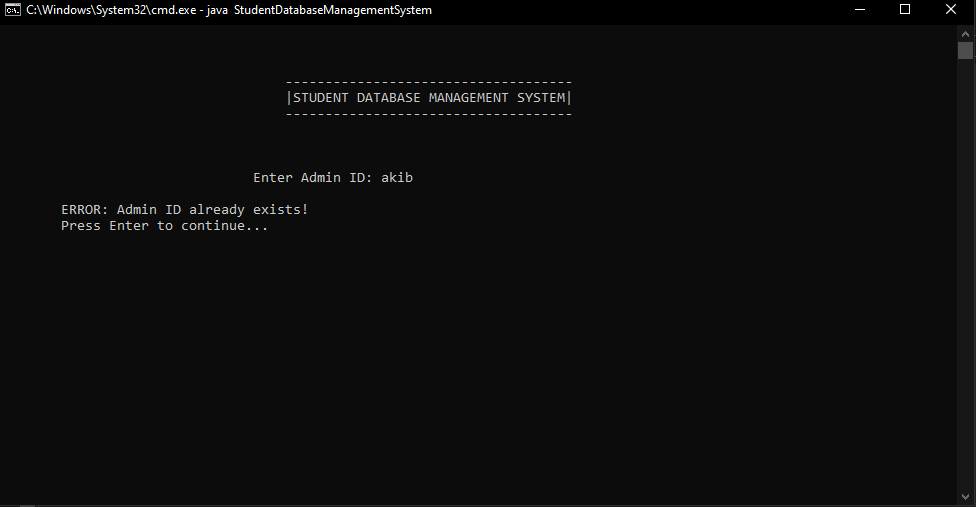 C:\Windows\System32\cmd.exe - java  StudentDatabaseManagementSystem
------------------------------------
|STUDENT DATABASE MANAGEMENT SYSTEM|
------------------------------------
Enter Admin ID: akib
ERROR: Admin ID already exists!
Press Enter to continue...